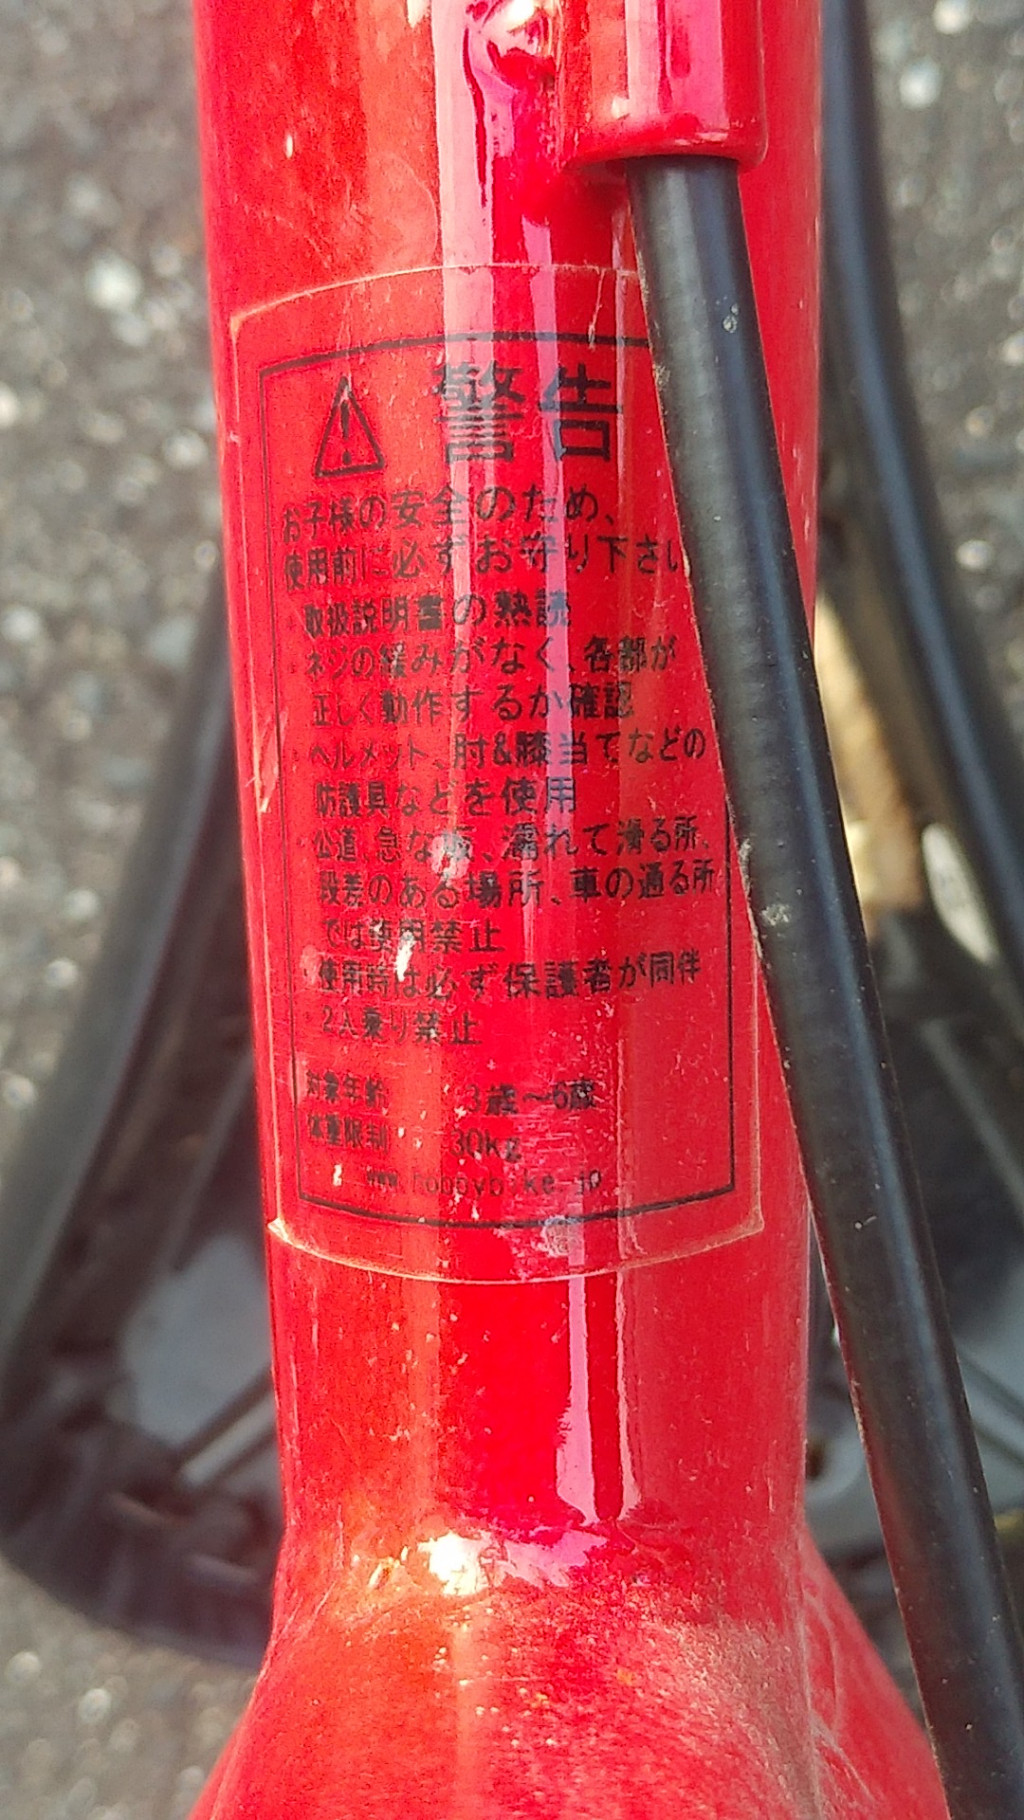 警告
お子様の安全のため、
使用前に必ずお守り下さい
・取扱説明書の熟読
・ネジの緩みがなく、各部が
正しく動作するか確認
・ヘルメット、肘&膝当てなどの
防護具などを使用
・公道、急な坂、濡れて滑る所、
段差のある場所、車の通る所
では使用禁止
・使用時は必ず保護者が同伴
・2人乗り禁止
対象年齢 3歳～6歳
体重限制 30kg
www.hobbybike.jp